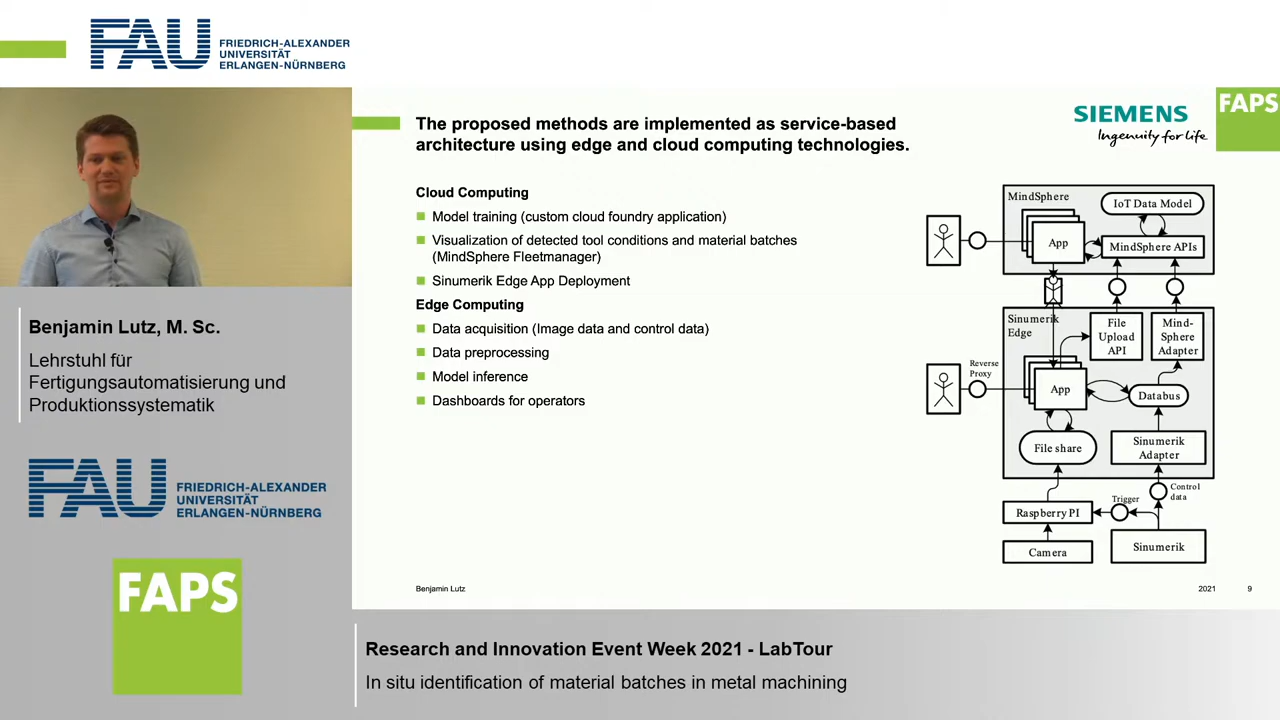 FAU FRIEDRICH-ALEXANDER
UNIVERSITÄT
ERLANGEN-NÜRNBERG
Benjamin Lutz, M. Sc.
Lehrstuhl für
Fertigungsautomatisierung und
Produktionssystematik
FAU FRIEDRICH-ALEXANDER
UNIVERSITÄT
ERLANGEN-NÜRNBERG
FAPS
The proposed methods are implemented as service-based
architecture using edge and cloud computing technologies.
SIEMENS
Ingenuity for life
FAPS
Cloud Computing
Model training (custom cloud foundry application)
Visualization of detected tool conditions and material batches
(MindSphere Fleetmanager)
Sinumerik Edge App Deployment
Edge Computing
Data acquisition (Image data and control data)
Data preprocessing
Model inference
Dashboards for operators
MindSphere
IoT Data Model
App
MindSphere APIs
Sinumerik
Edge
File
Upload
API
Mind-
Sphere
Adapter
Reverse
Proxy
App
Databus
File share
Sinumerik
Adapter
Control
data
Trigger
Raspberry PI
Camera
Sinumerik
Benjamin Lutz
2021
9
Research and Innovation Event Week 2021 - LabTour
In situ identification of material batches in metal machining